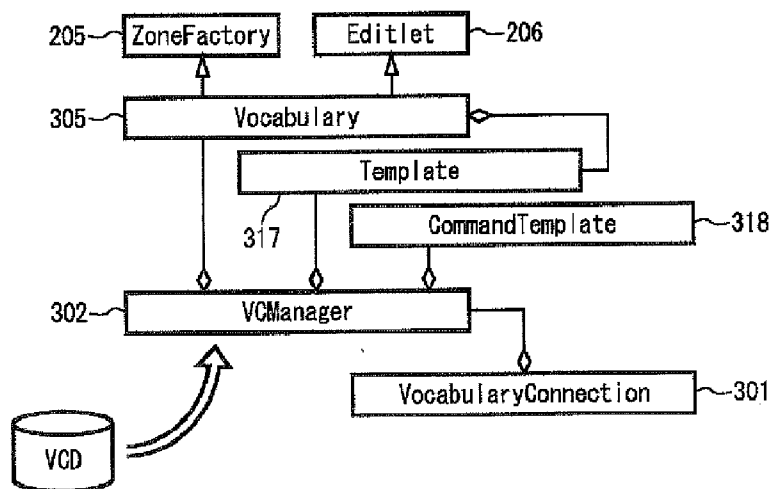 205 ZoneFactory Editlet 206
305 Vocabulary
Template
317 CommandTemplate 318
302 VCManager
VocabularyConnection 301
VCD